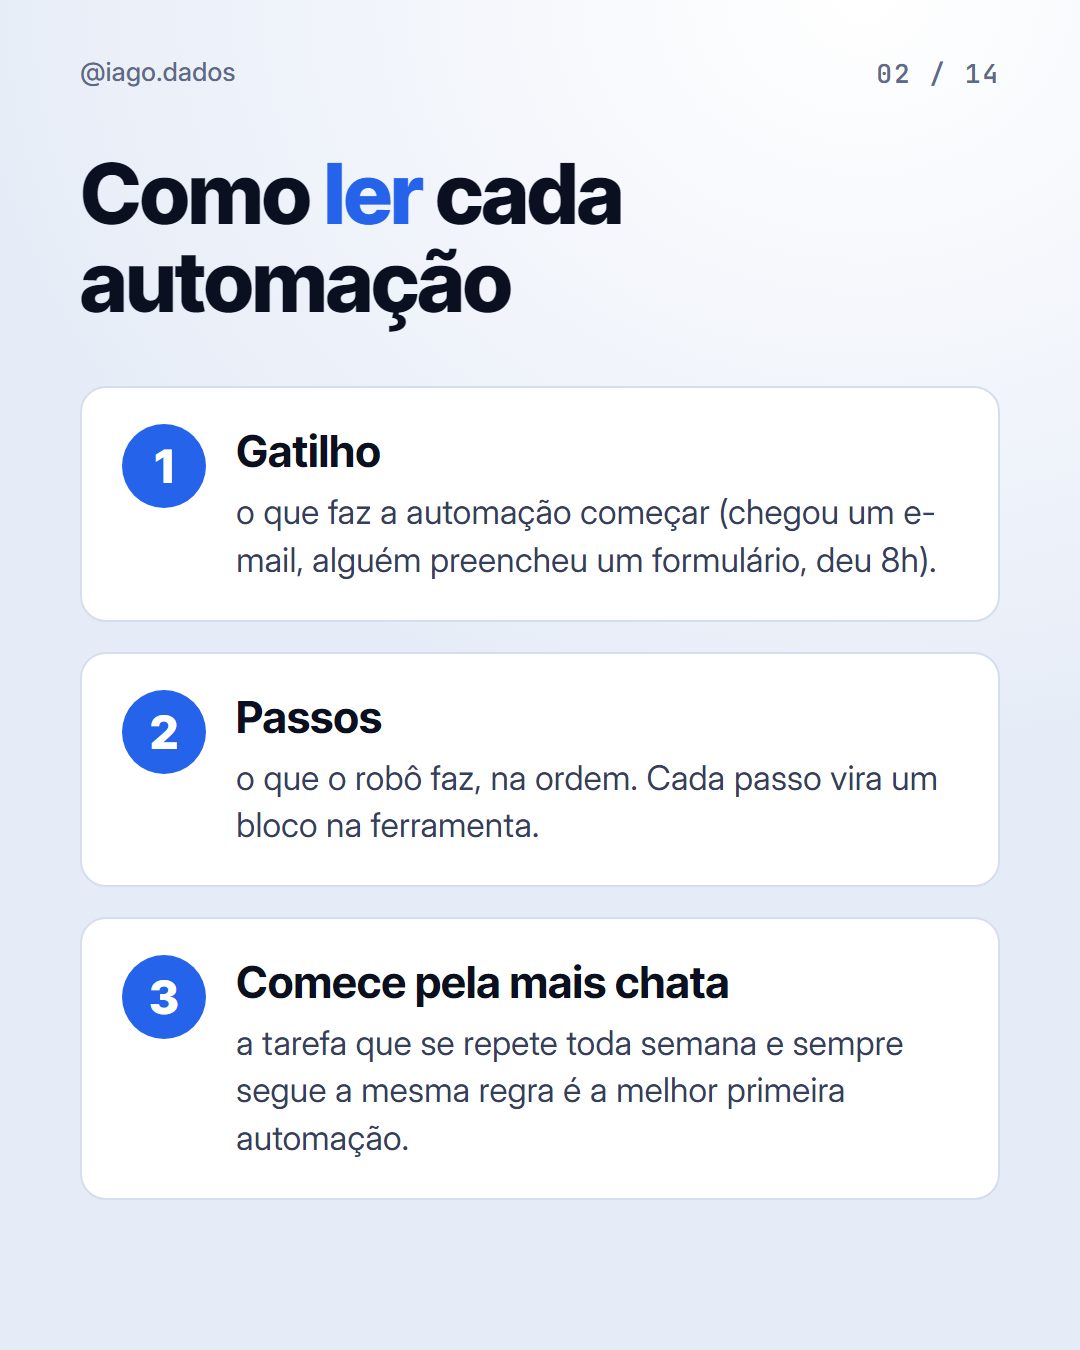 @iago.dados
02 / 14
Como ler cada
automação
1
Gatilho
o que faz a automação começar (chegou um e-
mail, alguém preencheu um formulário, deu 8h).
2
Passos
o que o robô faz, na ordem. Cada passo vira um
bloco na ferramenta.
3
Comece pela mais chata
a tarefa que se repete toda semana e sempre
segue a mesma regra é a melhor primeira
automação.